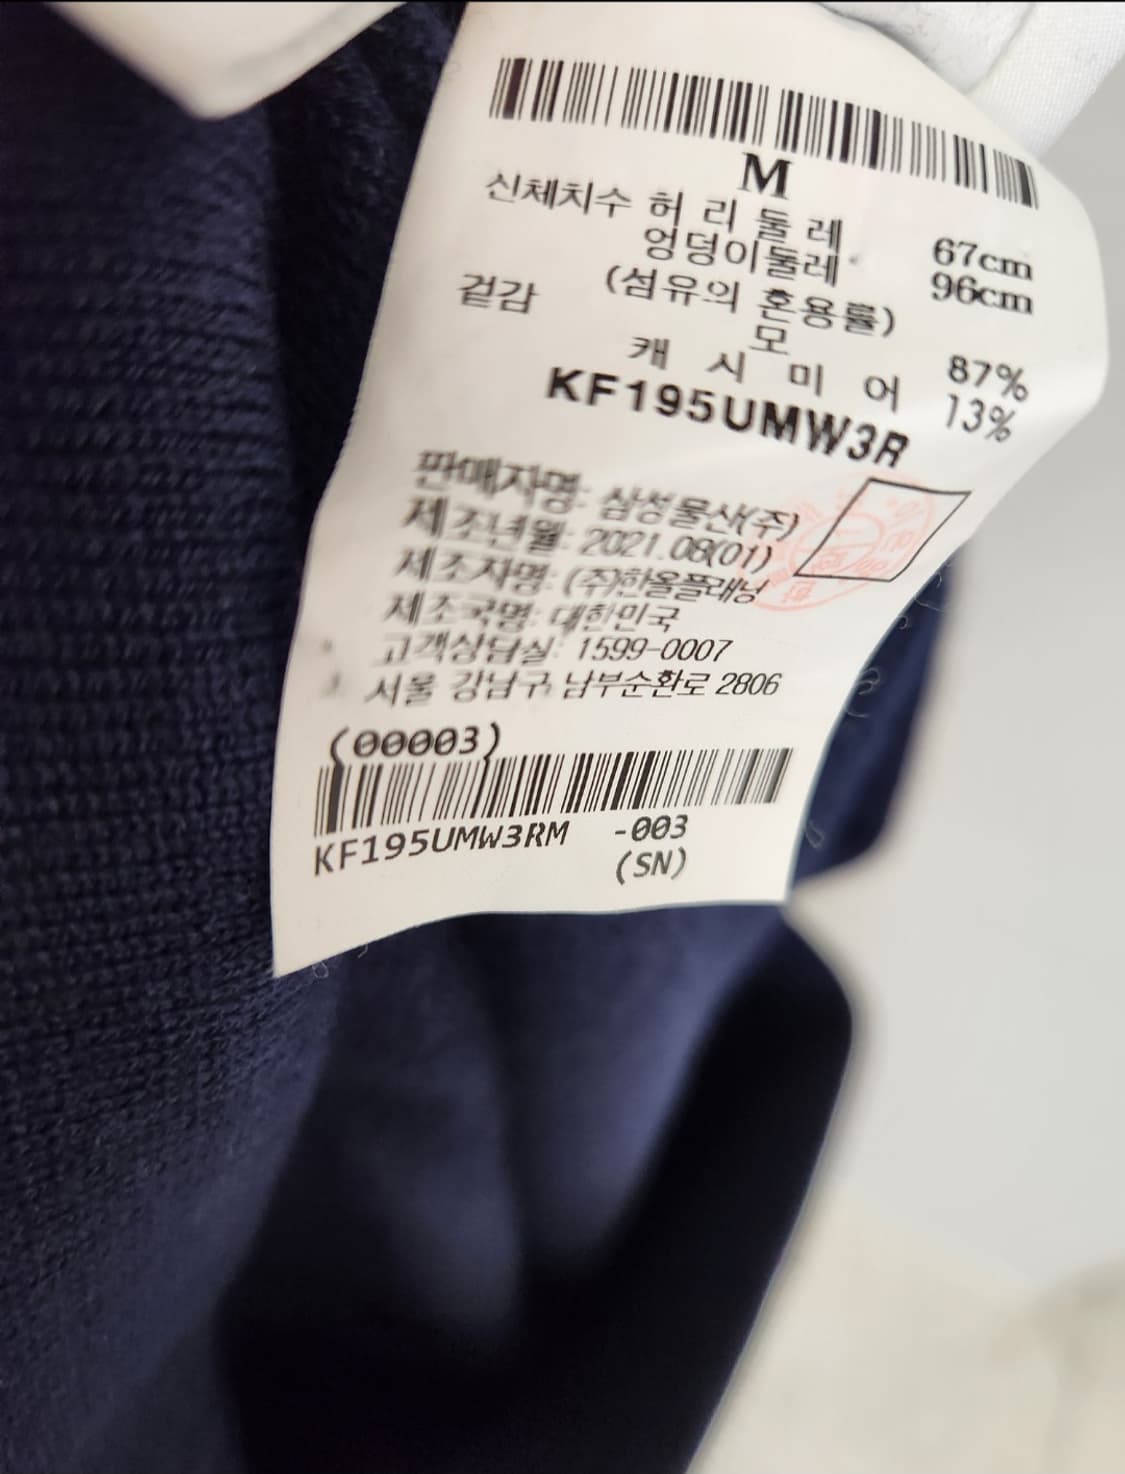 M
신체치수 허 리 둘 레 67cm
엉덩이둘레 96cm
겉감 (섬유의 혼용률)
모 87%
캐 시 미 어 13%
KF195UMW3R
판매자명: 삼성물산(주)
제조년월: 2021.08(01)
제조자명: (주)한올플래닝
제조국명: 대한민국
고객상담실: 1599-0007
서울 강남구 남부순환로 2806
(00003)
KF195UMW3RM -003
(SN)